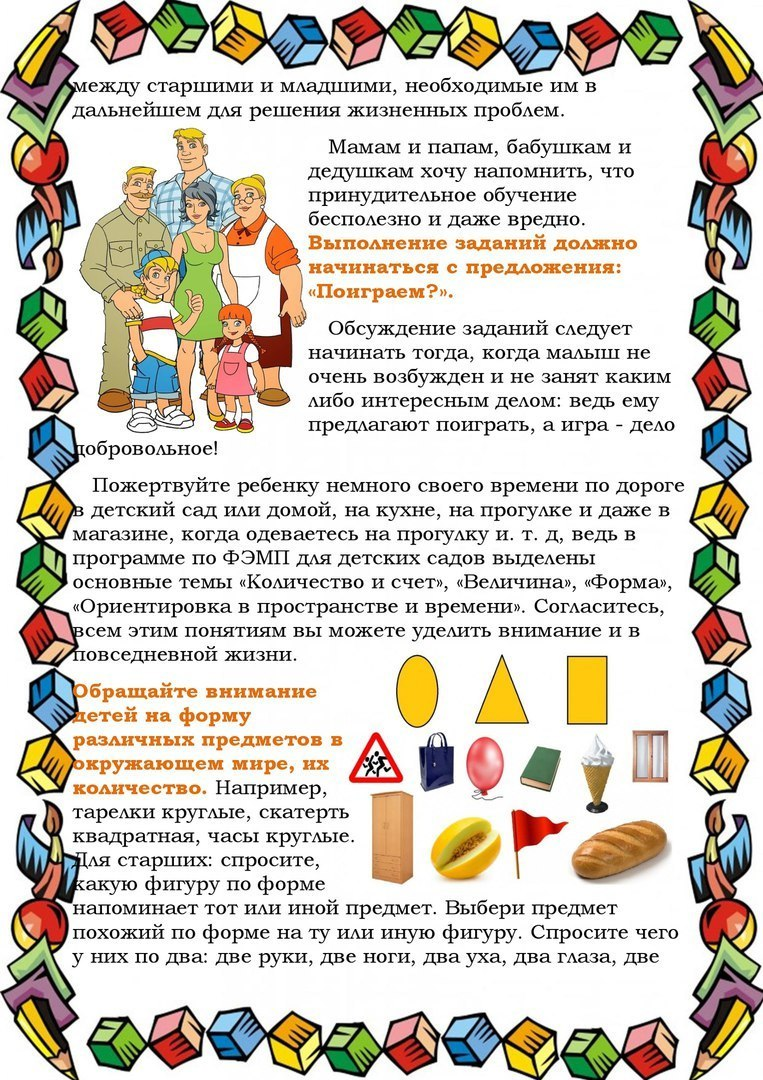 между старшими и младшими, необходимые им в
дальнейшем для решения жизненных проблем.
Мамам и папам, бабушкам и
дедушкам хочу напомнить, что
принудительное обучение
бесполезно и даже вредно.
Выполнение заданий должно
начинаться с предложения:
«Поиграем?».
Обсуждение заданий следует
начинать тогда, когда малыш не
очень возбужден и не занят каким
либо интересным делом: ведь ему
предлагают поиграть, а игра - дело
добровольное!
Пожертвуйте ребенку немного своего времени по дороге
в детский сад или домой, на кухне, на прогулке и даже в
магазине, когда одеваетесь на прогулку и. т. д, ведь в
программе по ФЭМП для детских садов выделены
основные темы «Количество и счет», «Величина», «Форма»,
«Ориентировка в пространстве и времени». Согласитесь,
всем этим понятиям вы можете уделить внимание и в
повседневной жизни.
Обращайте внимание
детей на форму
различных предметов в
окружающем мире, их
количество. Например,
тарелки круглые, скатерть
квадратная, часы круглые.
Для старших: спросите,
какую фигуру по форме
напоминает тот или иной предмет. Выбери предмет
похожий по форме на ту или иную фигуру. Спросите чего
у них по два: две руки, две ноги, два уха, два глаза, две